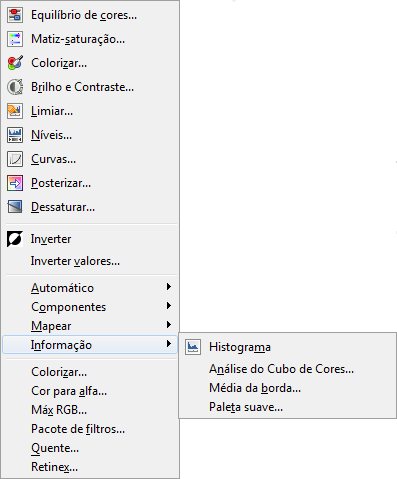 Equilíbrio de cores...
Matiz-saturação...
Colorizar...
Brilho e Contraste...
Limiar...
Níveis...
Curvas...
Posterizar...
Dessaturar...
Inverter
Inverter valores...
Automático
Componentes
Mapear
Informação
Histograma
Análise do Cubo de Cores...
Média da borda...
Paleta suave...
Colorizar...
Cor para alfa...
Máx RGB...
Pacote de filtros...
Quente...
Retinex...